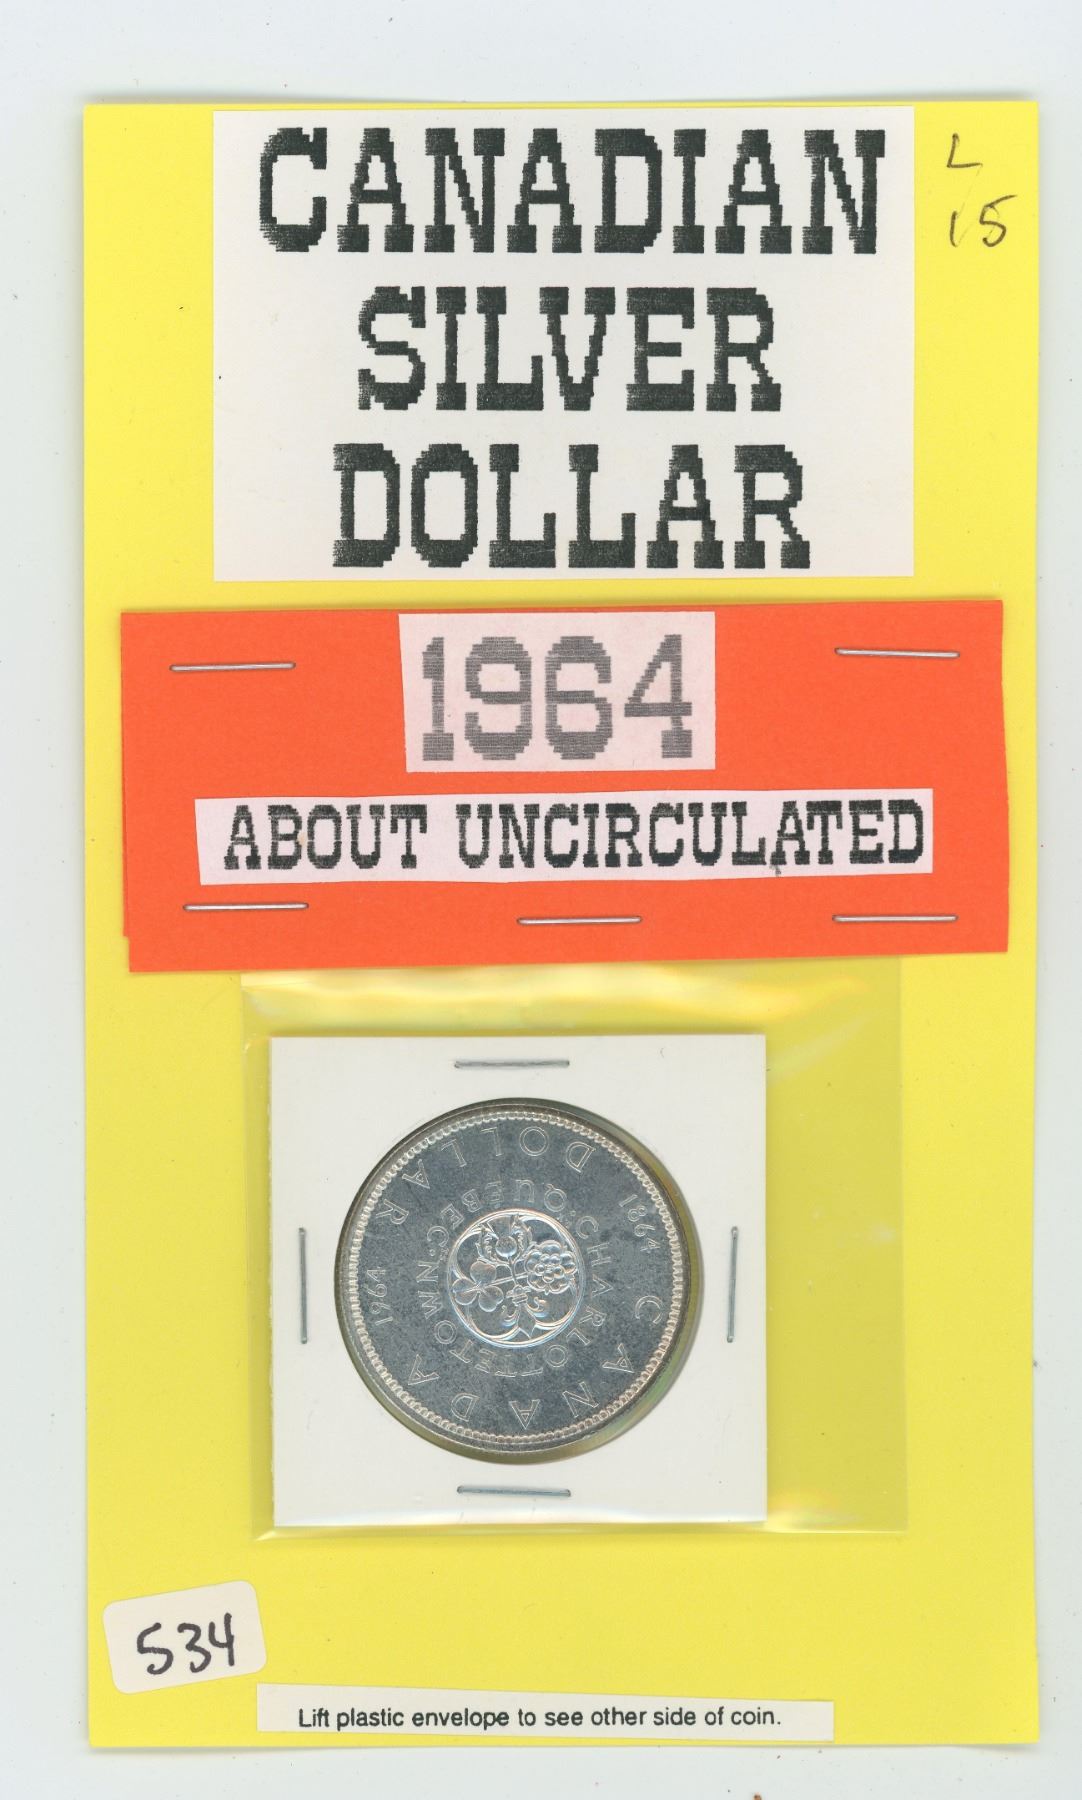 CANADIAN
SILVER
DOLLAR
L
15
1964
ABOUT UNCIRCULATED
DOLLAR
1864
CANADA
1964
QUÉBEC · CHARLOTTETOWN ·
534
Lift plastic envelope to see other side of coin.